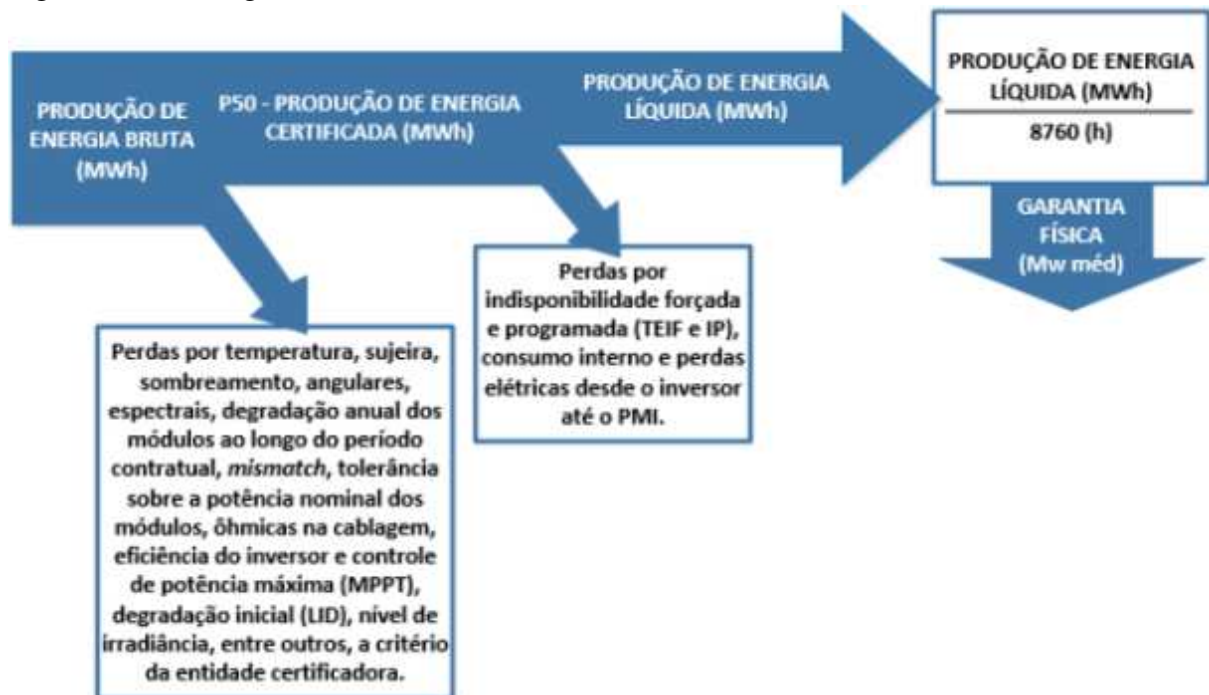 PRODUÇÃO DE
ENERGIA BRUTA
(MWh)
P50 - PRODUÇÃO DE ENERGIA
CERTIFICADA (MWh)
PRODUÇÃO DE ENERGIA
LÍQUIDA (MWh)
PRODUÇÃO DE ENERGIA
LÍQUIDA (MWh)
8760 (h)
GARANTIA
FÍSICA
(Mw méd)
Perdas por
indisponibilidade forçada
e programada (TEIF e IP),
consumo interno e perdas
elétricas desde o inversor
até o PMI.
Perdas por temperatura, sujeira,
sombreamento, angulares,
espectrais, degradação anual dos
módulos ao longo do período
contratual, mismatch, tolerância
sobre a potência nominal dos
módulos, ôhmicas na cablagem,
eficiência do inversor e controle
de potência máxima (MPPT),
degradação inicial (LID), nível de
irradiância, entre outros, a critério
da entidade certificadora.